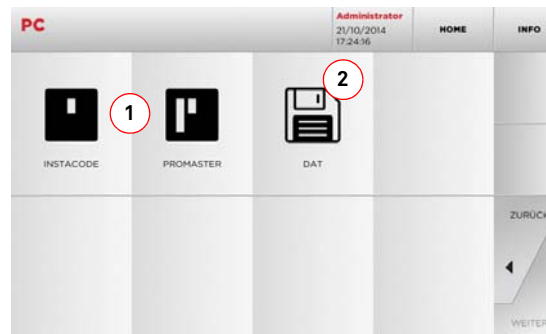 PC
Administrator
21/10/2014
17:24:16
HOME
INFO
1
2
INSTACODE
PROMASTER
DAT
ZURÜCK
WEITER